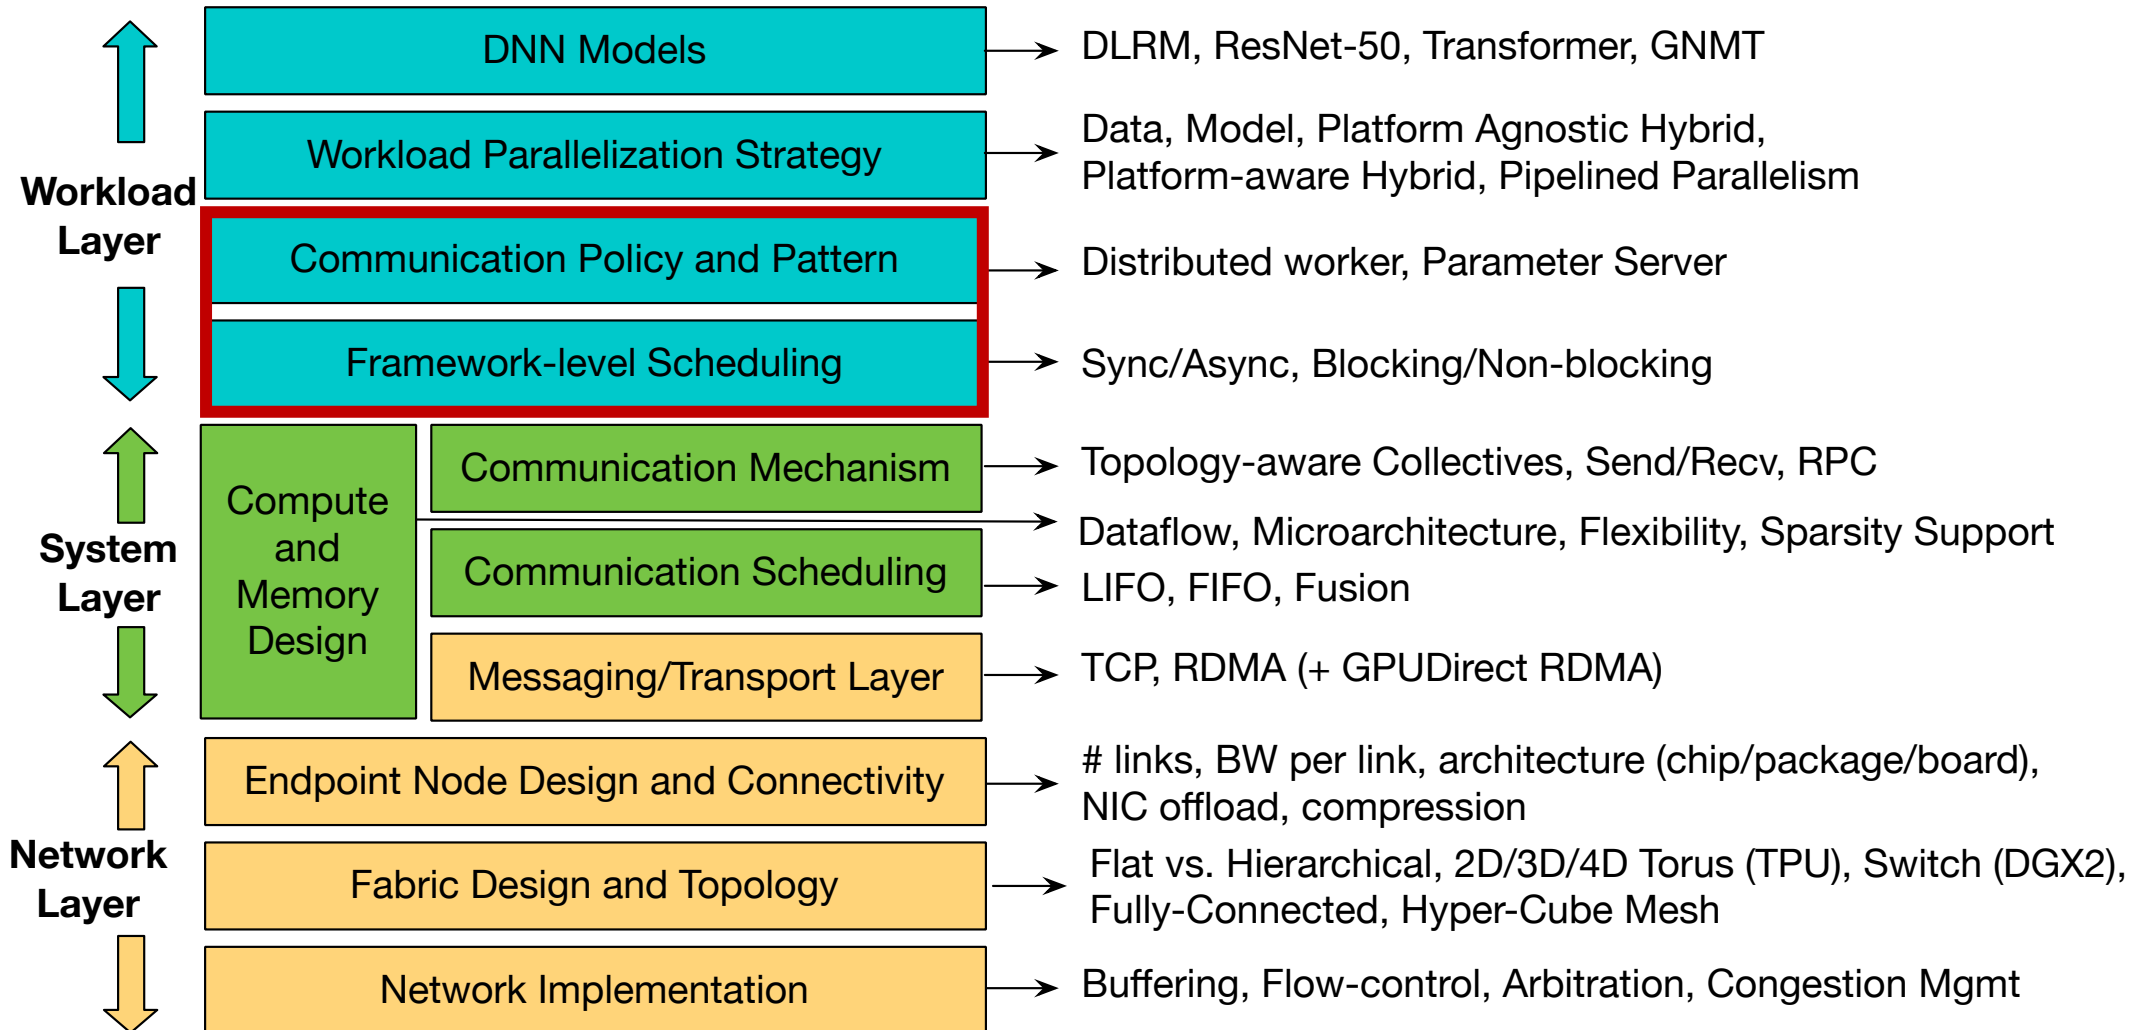 DNN Models
DLRM, ResNet-50, Transformer, GNMT
Workload Parallelization Strategy
Data, Model, Platform Agnostic Hybrid,
Platform-aware Hybrid, Pipelined Parallelism
Workload
Layer
Communication Policy and Pattern
Distributed worker, Parameter Server
Framework-level Scheduling
Sync/Async, Blocking/Non-blocking
System
Layer
Compute
and
Memory
Design
Communication Mechanism
Topology-aware Collectives, Send/Recv, RPC
Dataflow, Microarchitecture, Flexibility, Sparsity Support
Communication Scheduling
LIFO, FIFO, Fusion
Messaging/Transport Layer
TCP, RDMA (+ GPUDirect RDMA)
Network
Layer
Endpoint Node Design and Connectivity
# links, BW per link, architecture (chip/package/board),
NIC offload, compression
Fabric Design and Topology
Flat vs. Hierarchical, 2D/3D/4D Torus (TPU), Switch (DGX2),
Fully-Connected, Hyper-Cube Mesh
Network Implementation
Buffering, Flow-control, Arbitration, Congestion Mgmt